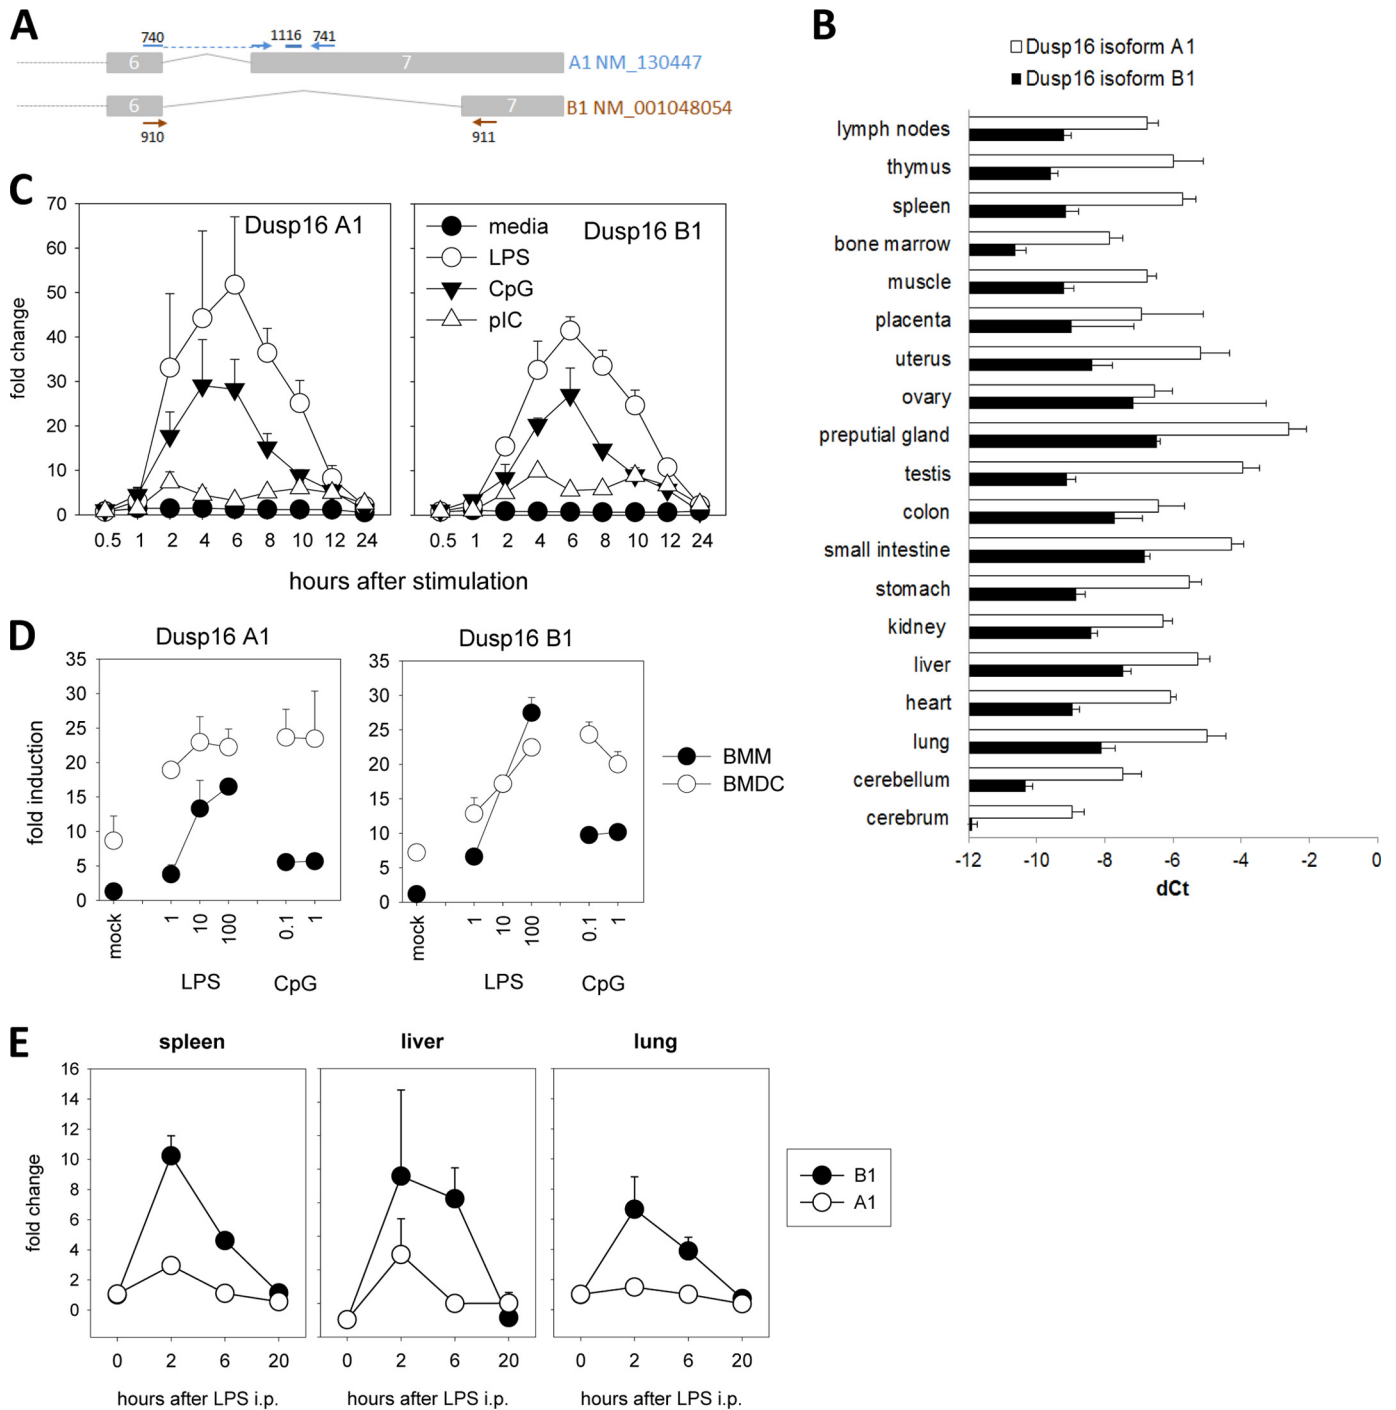 A
740
1116
741
6
7
A1 NM_130447
6
7
B1 NM_001048054
910
911
B
Dusp16 isoform A1
Dusp16 isoform B1
lymph nodes
thymus
spleen
bone marrow
muscle
placenta
uterus
ovary
preputial gland
testis
colon
small intestine
stomach
kidney
liver
heart
lung
cerebellum
cerebrum
-12 -10 -8 -6 -4 -2 0
dCt
C
fold change
70
60
50
40
30
20
10
0
Dusp16 A1
0.5 1 2 4 6 8 10 12 24
Dusp16 B1
media
LPS
CpG
pIC
0.5 1 2 4 6 8 10 12 24
hours after stimulation
D
Dusp16 A1
fold induction
35
30
25
20
15
10
5
0
mock 1 10 100 0.1 1
LPS CpG
Dusp16 B1
35
30
25
20
15
10
5
0
mock 1 10 100 0.1 1
LPS CpG
BMM
BMDC
E
spleen
liver
lung
fold change
16
14
12
10
8
6
4
2
0
0 2 6 20
0 2 6 20
0 2 6 20
hours after LPS i.p.
hours after LPS i.p.
hours after LPS i.p.
B1
A1